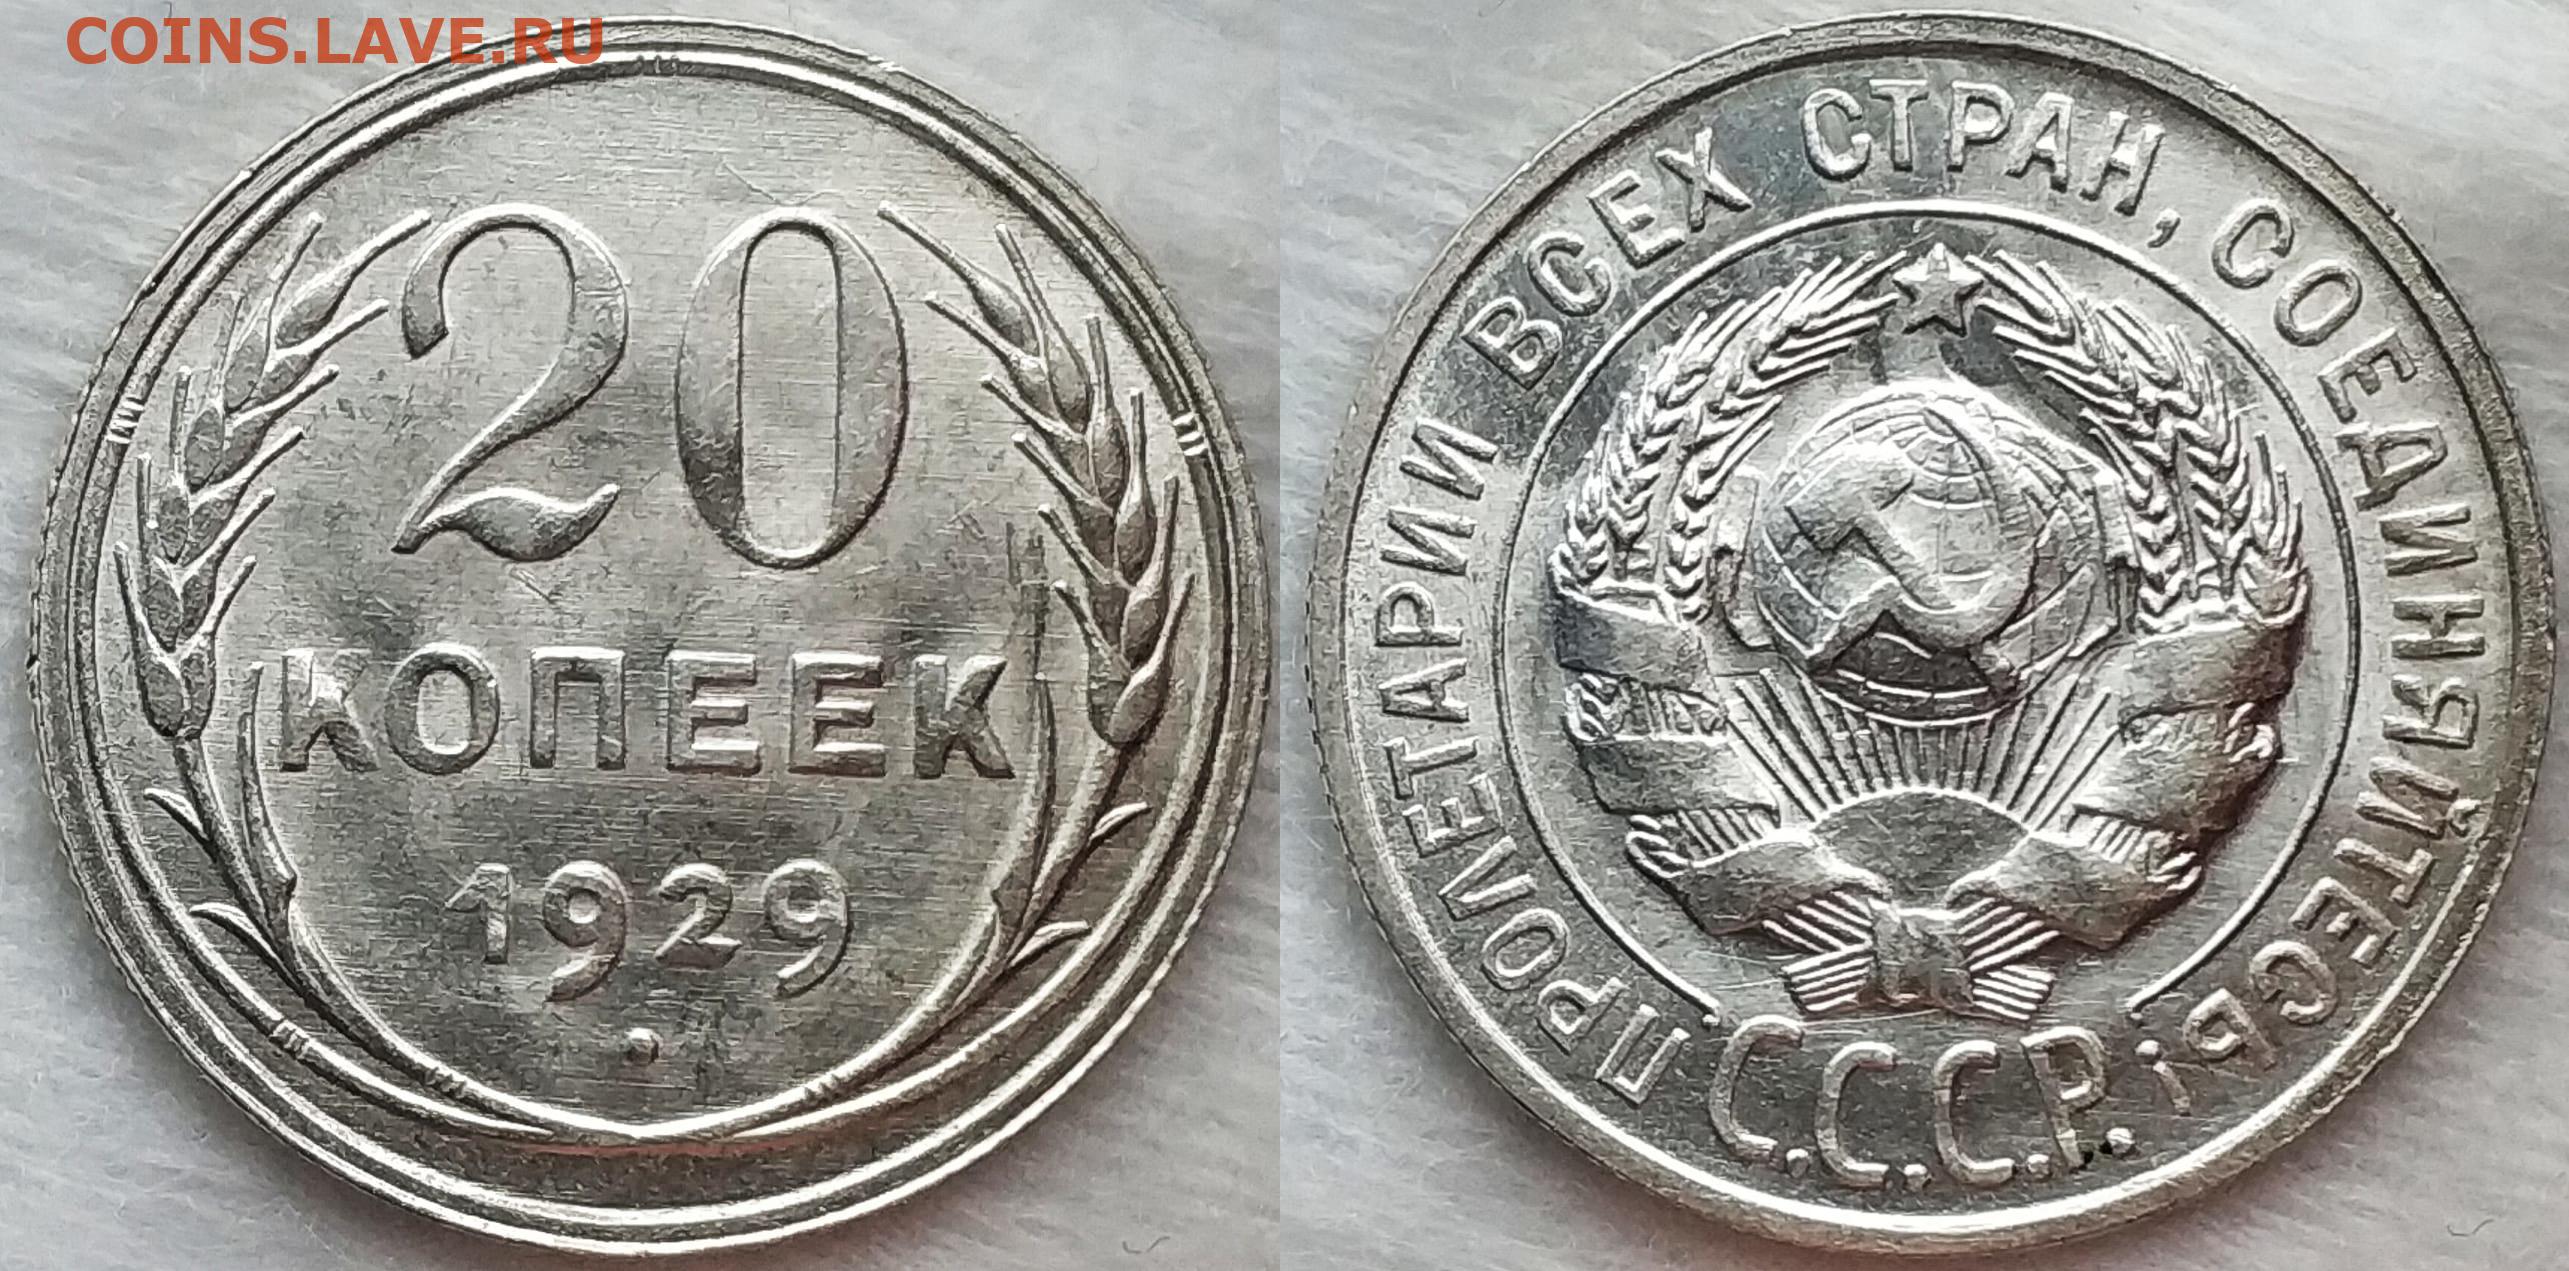 COINS.LAVE.RU
20
КОПЕЕК
1929
ПРОЛЕТАРИИ ВСЕХ СТРАН, СОЕДИНЯЙТЕСЬ!
С.С.С.Р.